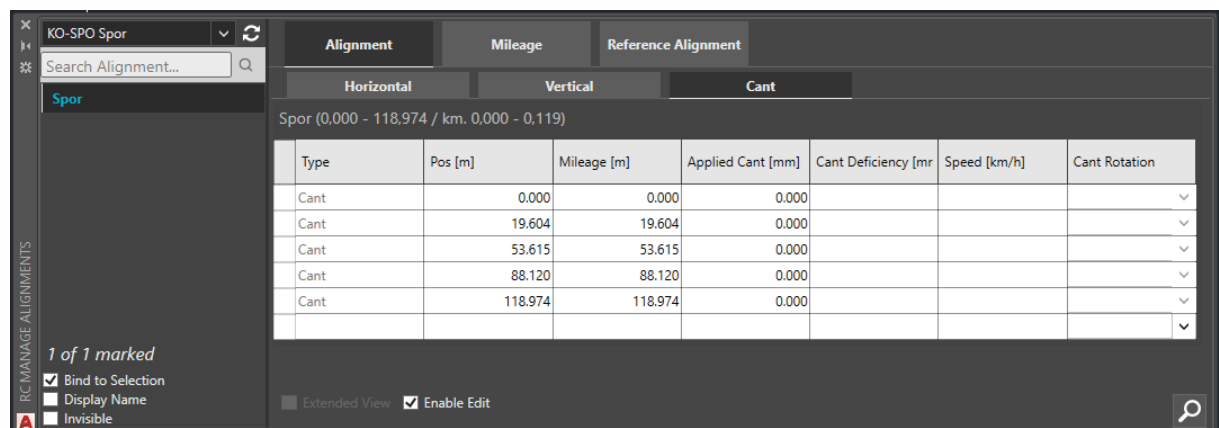 KO-SPO Spor
Search Alignment...
Spor
1 of 1 marked
Bind to Selection
Display Name
Invisible
RC MANAGE ALIGNMENTS
A
Alignment Mileage Reference Alignment
Horizontal Vertical Cant
Spor (0,000 - 118,974 / km. 0,000 - 0,119)
Type Pos [m] Mileage [m] Applied Cant [mm] Cant Deficiency [mr Speed [km/h] Cant Rotation
Cant 0.000 0.000 0.000
Cant 19.604 19.604 0.000
Cant 53.615 53.615 0.000
Cant 88.120 88.120 0.000
Cant 118.974 118.974 0.000
Extended View Enable Edit